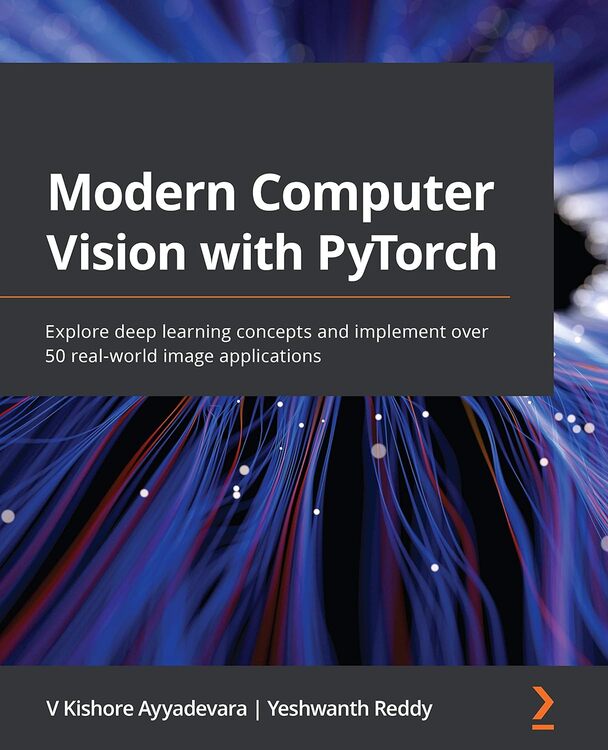 Modern Computer
Vision with PyTorch
Explore deep learning concepts and implement over
50 real-world image applications
V Kishore Ayyadevara | Yeshwanth Reddy